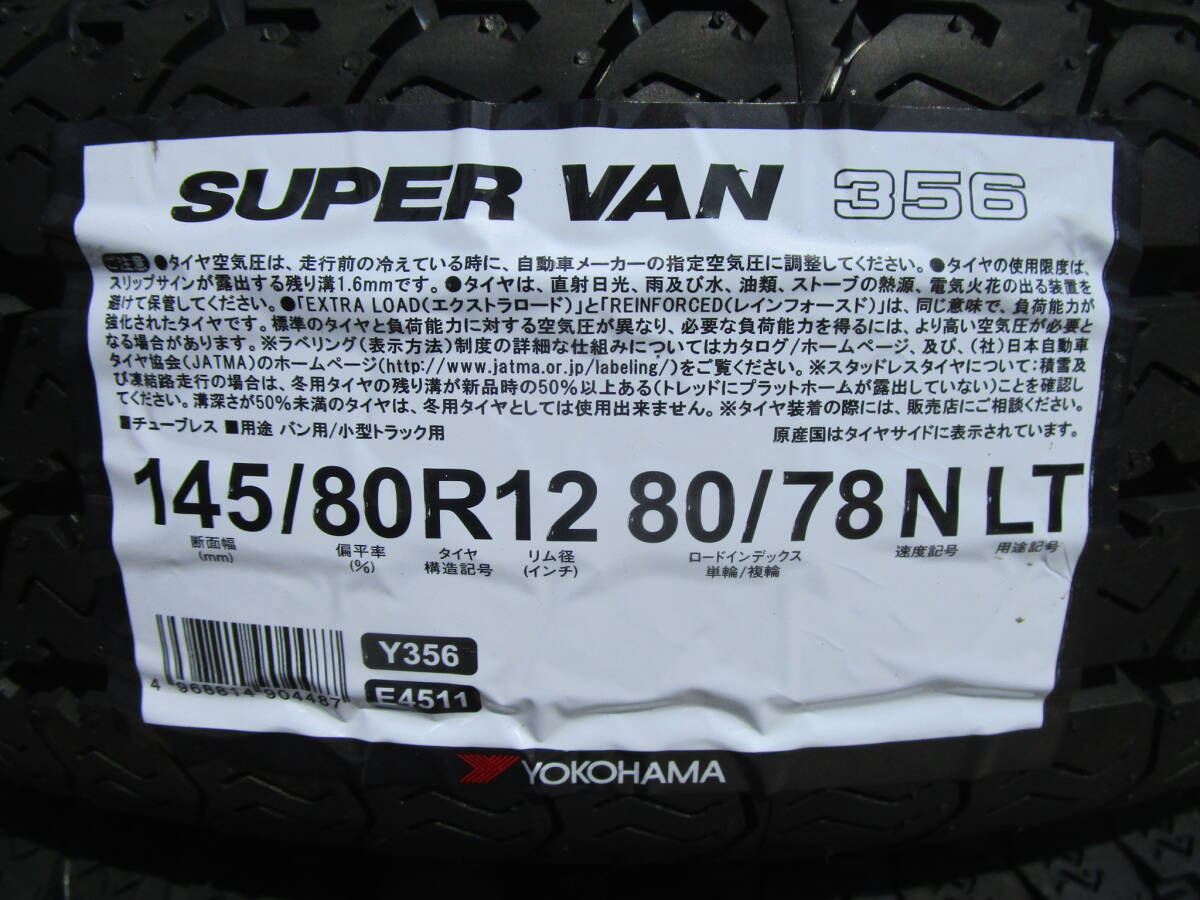 SUPER VAN 356
ご注意 ●タイヤ空気圧は、走行前の冷えている時に、自動車メーカーの指定空気圧に調整してください。●タイヤの使用限度は、
スリップサインが露出する残り溝1.6mmです。●タイヤは、直射日光、雨及び水、油類、ストーブの熱源、電気火花の出る装置を
避けて保管してください。●「EXTRA LOAD(エクストラロード)」と「REINFORCED(レインフォースド)」は、同じ意味で、負荷能力が
強化されたタイヤです。標準のタイヤと負荷能力に対する空気圧が異なり、必要な負荷能力を得るには、より高い空気圧が必要と
なる場合があります。※ラベリング(表示方法)制度の詳細な仕組みについてはカタログ/ホームページ、及び、(社)日本自動車
タイヤ協会(JATMA)のホームページ(http://www.jatma.or.jp/labeling/)をご覧ください。※スタッドレスタイヤについて:積雪及
び凍結路走行の場合は、冬用タイヤの残り溝が新品時の50%以上ある(トレッドにプラットホームが露出していない)ことを確認し
てください。溝深さが50%未満のタイヤは、冬用タイヤとしては使用出来ません。※タイヤ装着の際には、販売店にご相談ください。
■チューブレス ■用途 バン用/小型トラック用 原産国はタイヤサイドに表示されています。
145/80R12 80/78N LT
断面幅 偏平率 タイヤ リム径 ロードインデックス 速度記号 用途記号
(mm) (%) 構造記号 (インチ) 単輪/複輪
Y356
4 968814 904487
E4511
YOKOHAMA